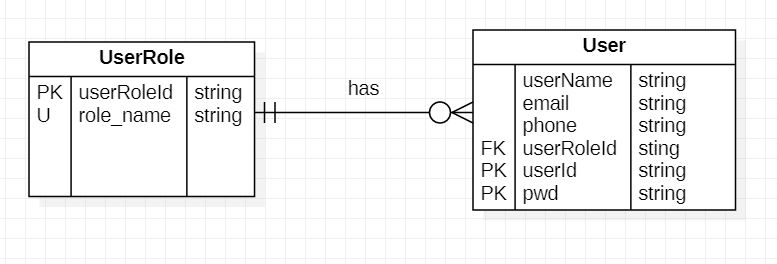 UserRole
PK userRoleId string
U role_name string
has
User
userName string
email string
phone string
FK userRoleId sting
PK userId string
PK pwd string